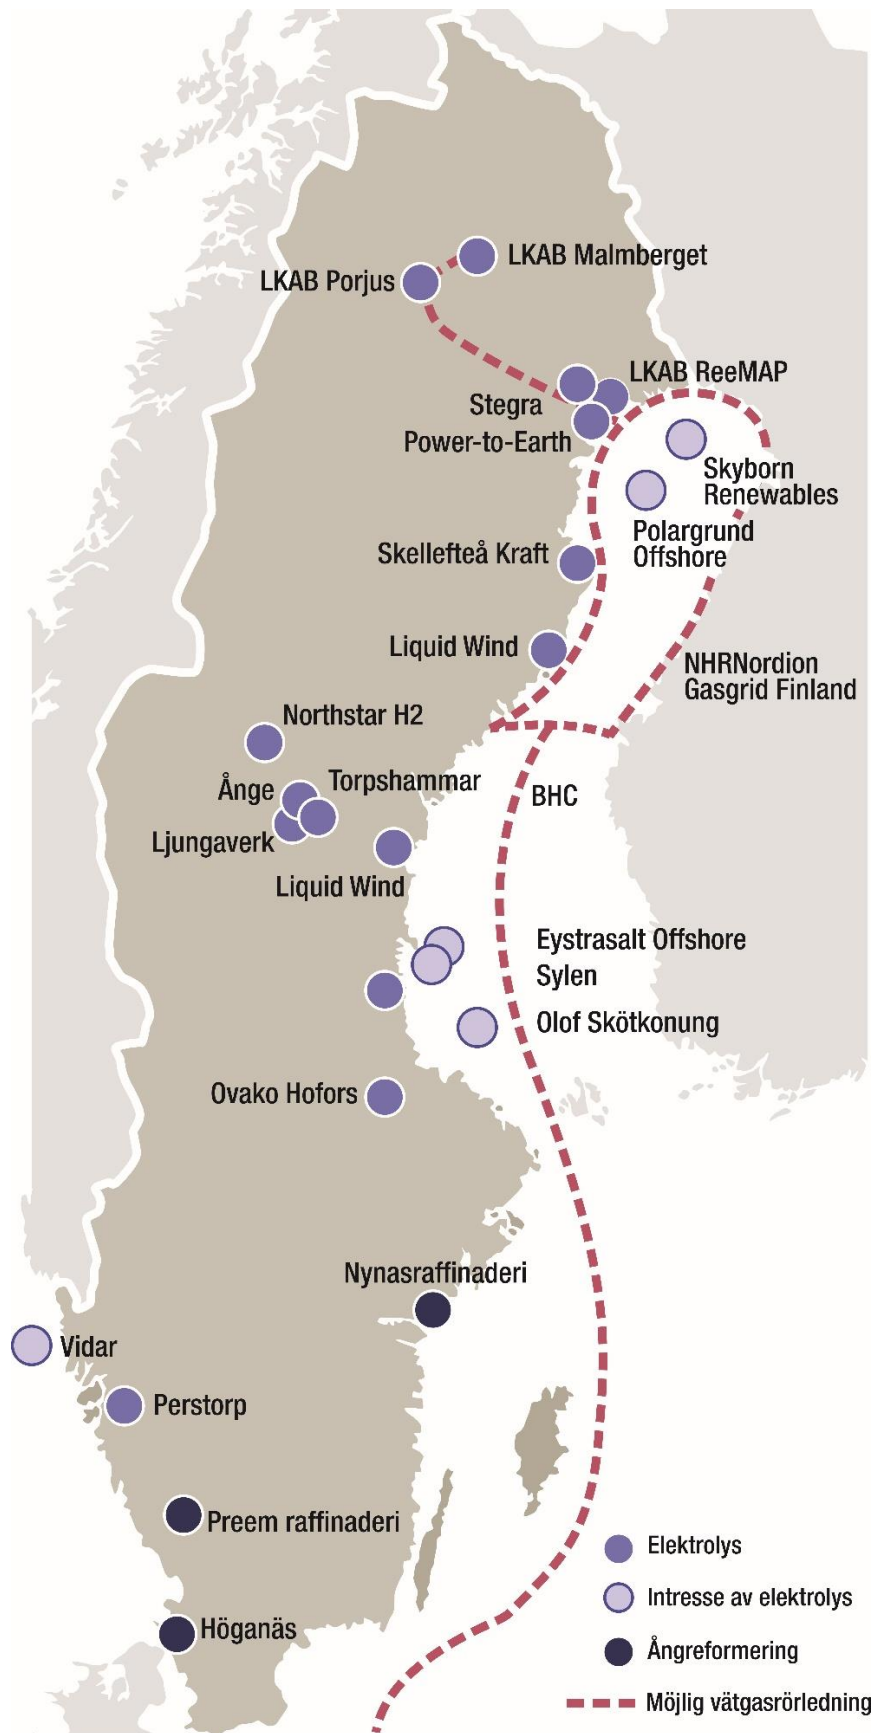 LKAB Malmberget
LKAB Porjus
LKAB ReeMAP
Stegra
Power-to-Earth
Skyborn
Renewables
Polargrund
Offshore
Skellefteå Kraft
Liquid Wind
NHRNordion
Gasgrid Finland
Northstar H2
Torpshammar
Ånge
BHC
Ljungaverk
Liquid Wind
Eystrasalt Offshore
Sylen
Olof Skötkonung
Ovako Hofors
Nynasraffinaderi
Vidar
Perstorp
Preem raffinaderi
Höganäs
Elektrolys
Intresse av elektrolys
Ångreformering
Möjlig vätgasrörledning